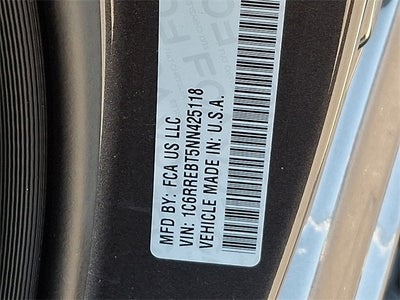 MFD BY: FCA US LLC
VIN: 1C6RREBT5NN425118
VEHICLE MADE IN: U.S.A.